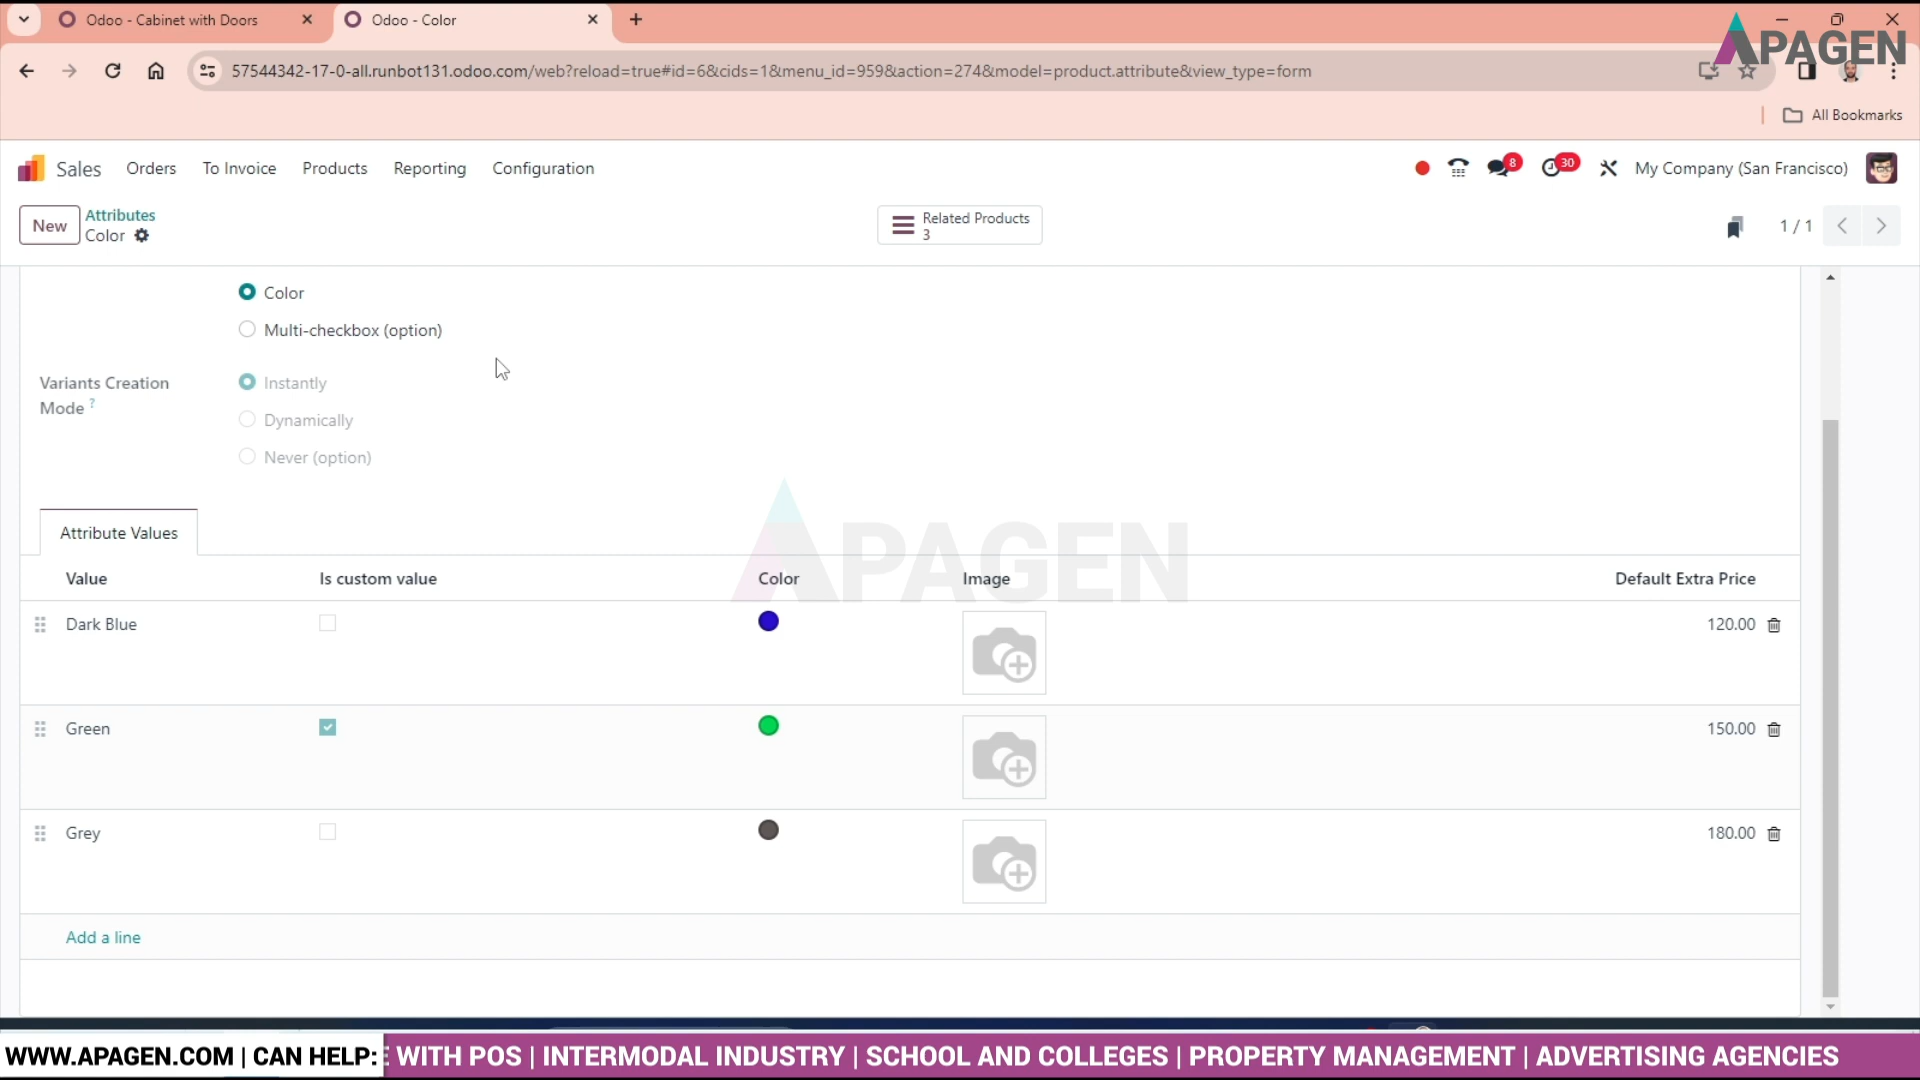 Odoo - Cabinet with Doors
Odoo - Color
APAGEN
57544342-17-0-all.runbot131.odoo.com/web?reload=true#id=6&cids=1&menu_id=959&action=274&model=product.attribute&view_type=form
All Bookmarks
Sales Orders To Invoice Products Reporting Configuration
8 30 My Company (San Francisco)
New Attributes
Color
Related Products
3
1 / 1
Color
Multi-checkbox (option)
Variants Creation
Mode ?
Instantly
Dynamically
Never (option)
APAGEN
Attribute Values
Value Is custom value Color Image Default Extra Price
Dark Blue 120.00
Green 150.00
Grey 180.00
Add a line
WWW.APAGEN.COM | CAN HELP: E WITH POS | INTERMODAL INDUSTRY | SCHOOL AND COLLEGES | PROPERTY MANAGEMENT | ADVERTISING AGENCIES